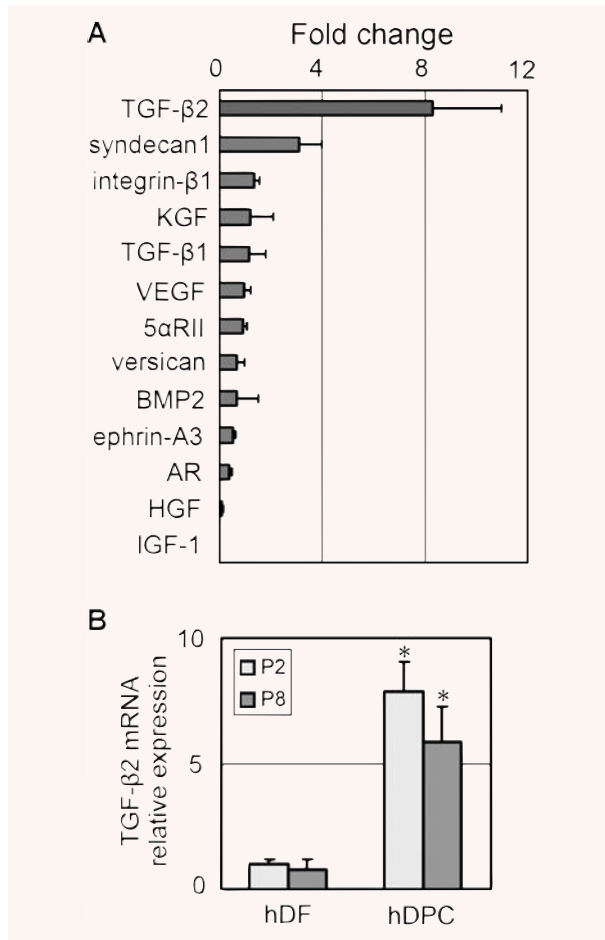 A
Fold change
0 4 8 12
TGF-β2
syndecan1
integrin-β1
KGF
TGF-β1
VEGF
5αRII
versican
BMP2
ephrin-A3
AR
HGF
IGF-1
B
TGF-β2 mRNA
relative expression
10
5
0
P2
P8
*
*
hDF hDPC